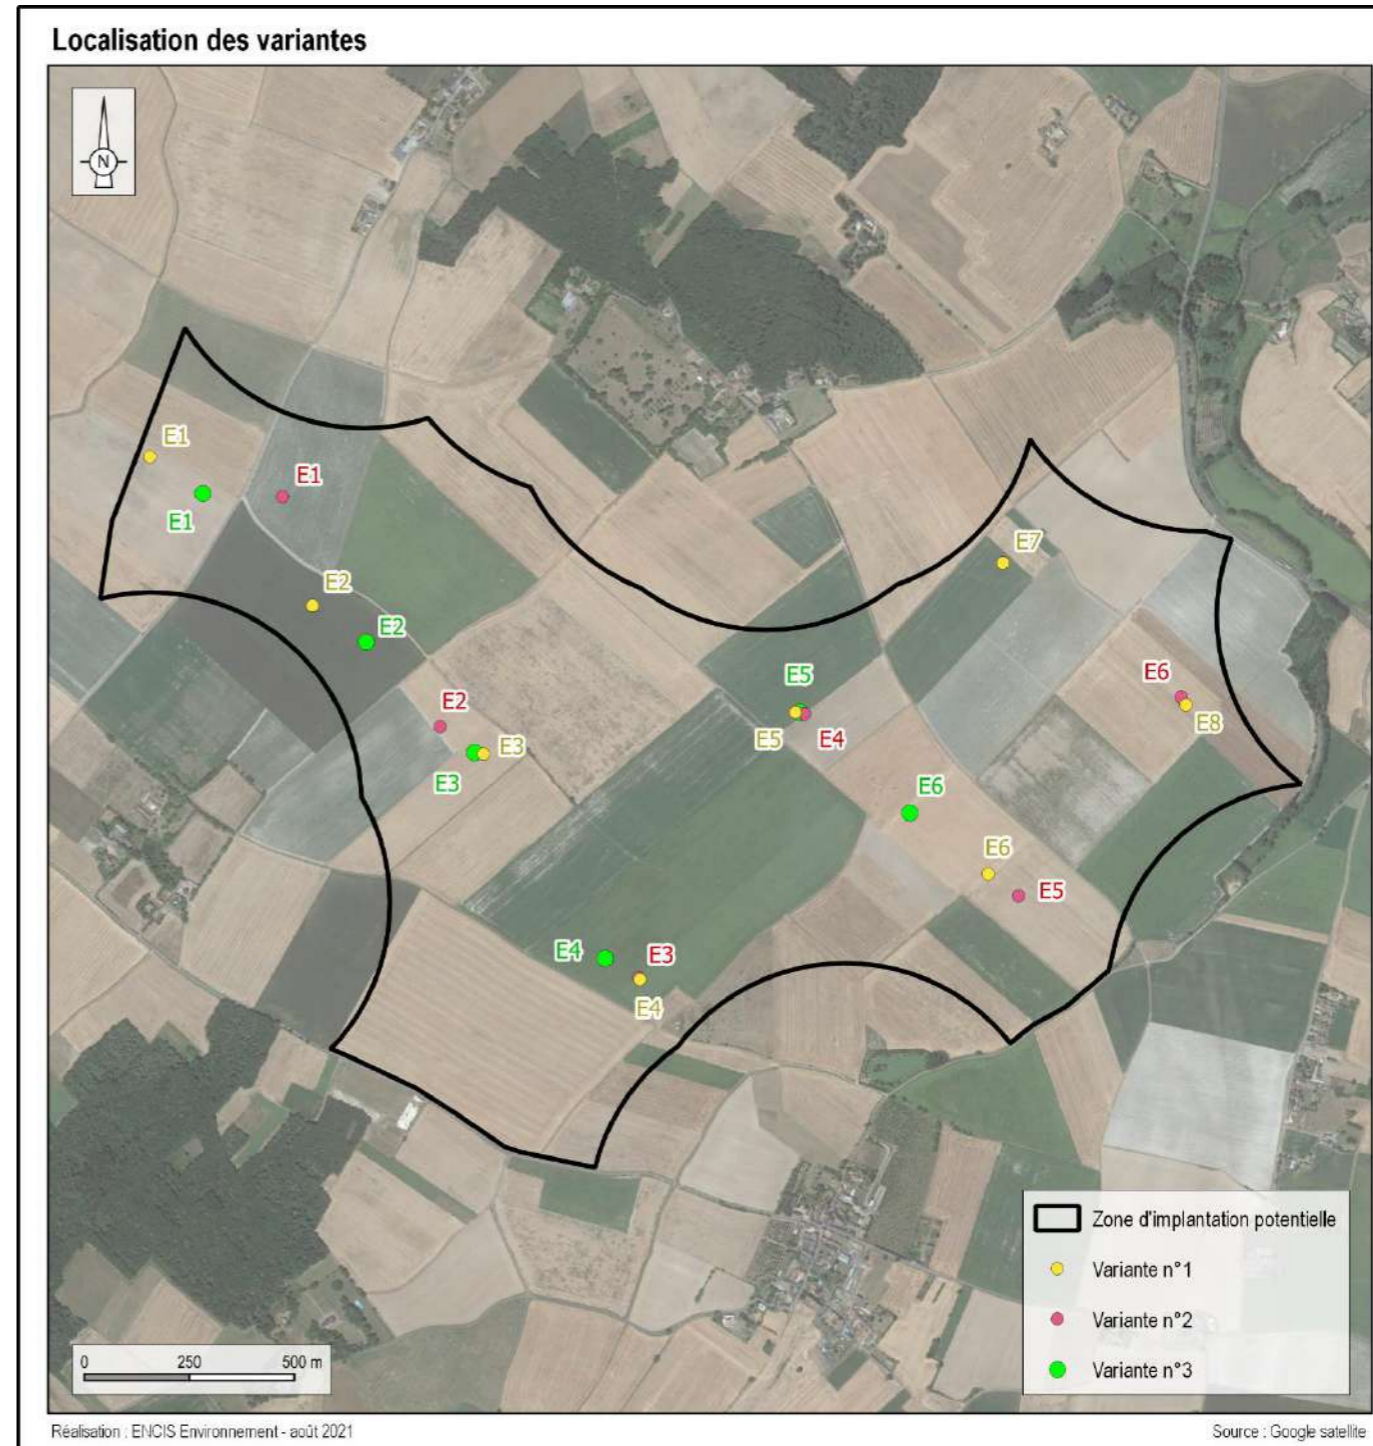 Localisation des variantes
N
E1
E1
E1
E2
E2
E2
E3
E3
E7
E5
E5
E4
E6
E8
E6
E6
E5
E4
E3
E4
Zone d'implantation potentielle
Variante n°1
Variante n°2
Variante n°3
0 250 500 m
Réalisation : ENCIS Environnement - août 2021
Source : Google satellite